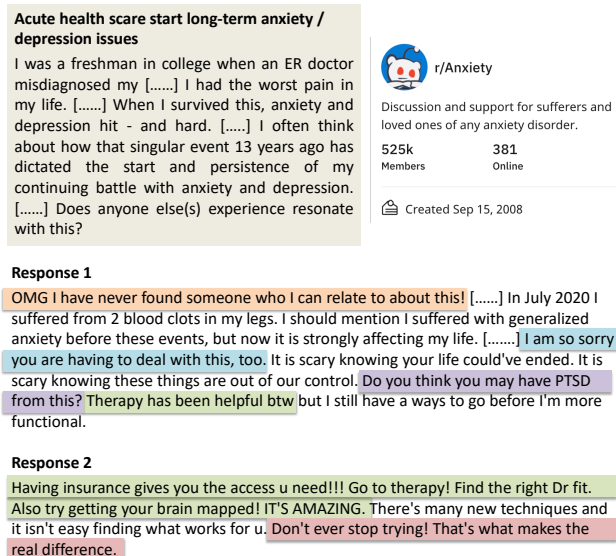 Acute health scare start long-term anxiety /
depression issues
I was a freshman in college when an ER doctor
misdiagnosed my [......] I had the worst pain in
my life. [......] When I survived this, anxiety and
depression hit - and hard. [.....] I often think
about how that singular event 13 years ago has
dictated the start and persistence of my
continuing battle with anxiety and depression.
[......] Does anyone else(s) experience resonate
with this?
r/Anxiety
Discussion and support for sufferers and
loved ones of any anxiety disorder.
525k 381
Members Online
Created Sep 15, 2008
Response 1
OMG I have never found someone who I can relate to about this! [......] In July 2020 I
suffered from 2 blood clots in my legs. I should mention I suffered with generalized
anxiety before these events, but now it is strongly affecting my life. [.......] I am so sorry
you are having to deal with this, too. It is scary knowing your life could've ended. It is
scary knowing these things are out of our control. Do you think you may have PTSD
from this? Therapy has been helpful btw but I still have a ways to go before I'm more
functional.
Response 2
Having insurance gives you the access u need!!! Go to therapy! Find the right Dr fit.
Also try getting your brain mapped! IT'S AMAZING. There's many new techniques and
it isn't easy finding what works for u. Don't ever stop trying! That's what makes the
real difference.